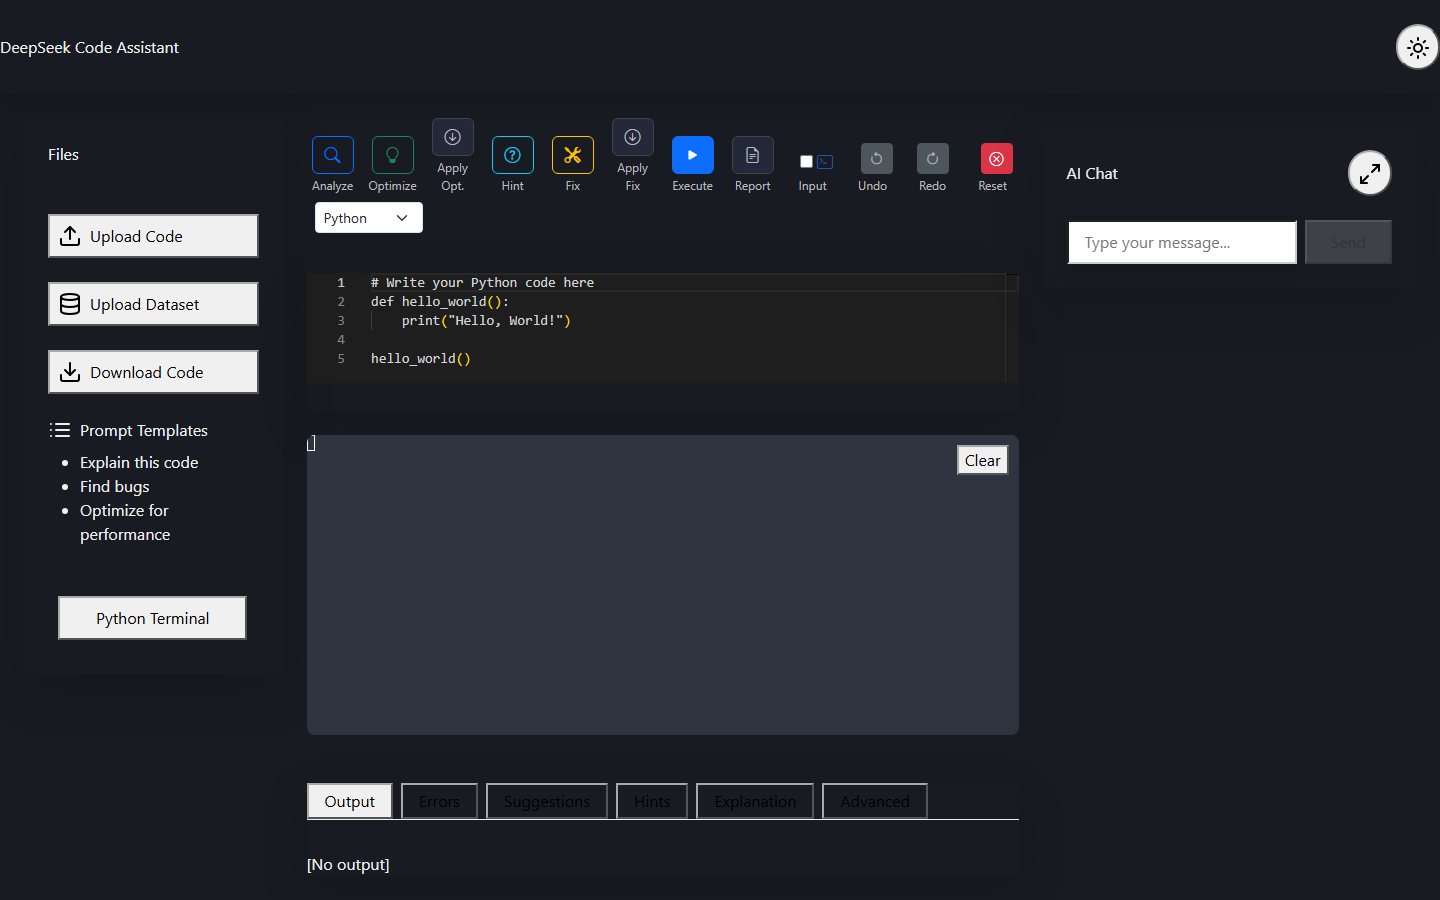 DeepSeek Code Assistant
Files
Upload Code
Upload Dataset
Download Code
Prompt Templates
Explain this code
Find bugs
Optimize for
performance
Python Terminal
Analyze
Optimize
Apply
Opt.
Hint
Fix
Apply
Fix
Execute
Report
Input
Undo
Redo
Reset
Python
1 # Write your Python code here
2 def hello_world():
3 print("Hello, World!")
4
5 hello_world()
Clear
Output Errors Suggestions Hints Explanation Advanced
[No output]
AI Chat
Type your message... Send